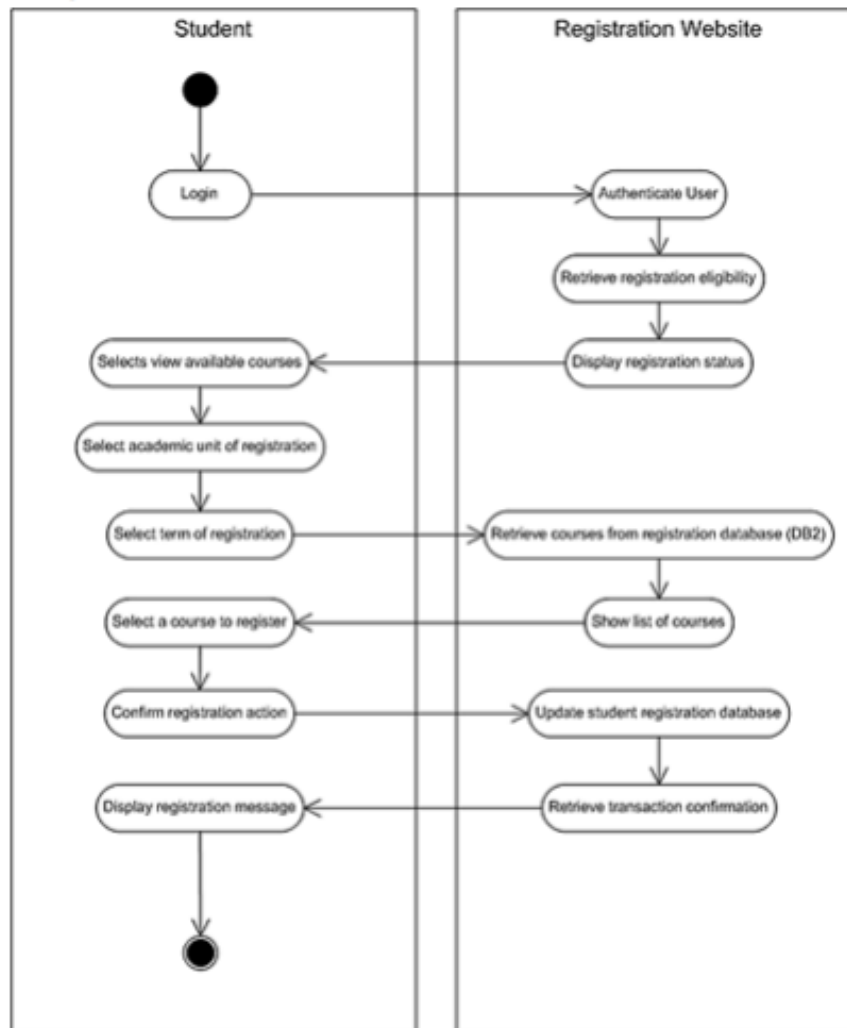 Student
Registration Website
Login
Authenticate User
Retrieve registration eligibility
Selects view available courses
Display registration status
Select academic unit of registration
Select term of registration
Retrieve courses from registration database (DB2)
Select a course to register
Show list of courses
Confirm registration action
Update student registration database
Display registration message
Retrieve transaction confirmation